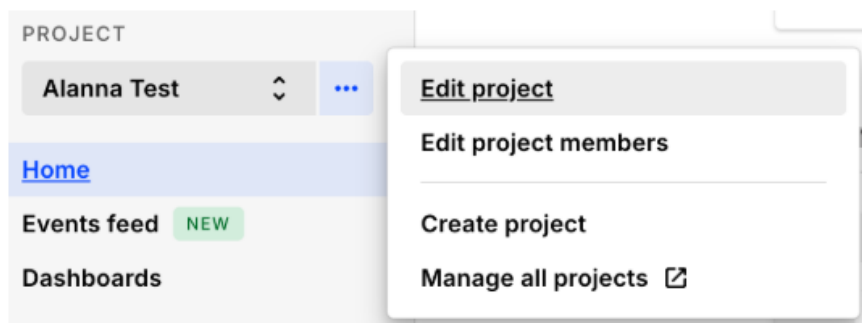 PROJECT
Alanna Test
Edit project
Edit project members
Home
Events feed NEW
Create project
Dashboards
Manage all projects